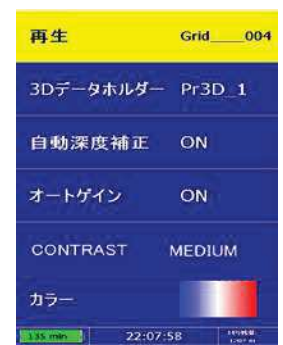 再生 Grid____004
3Dデータホルダー Pr3D_1
自動深度補正 ON
オートゲイン ON
CONTRAST MEDIUM
カラー
135 min 22:07:58